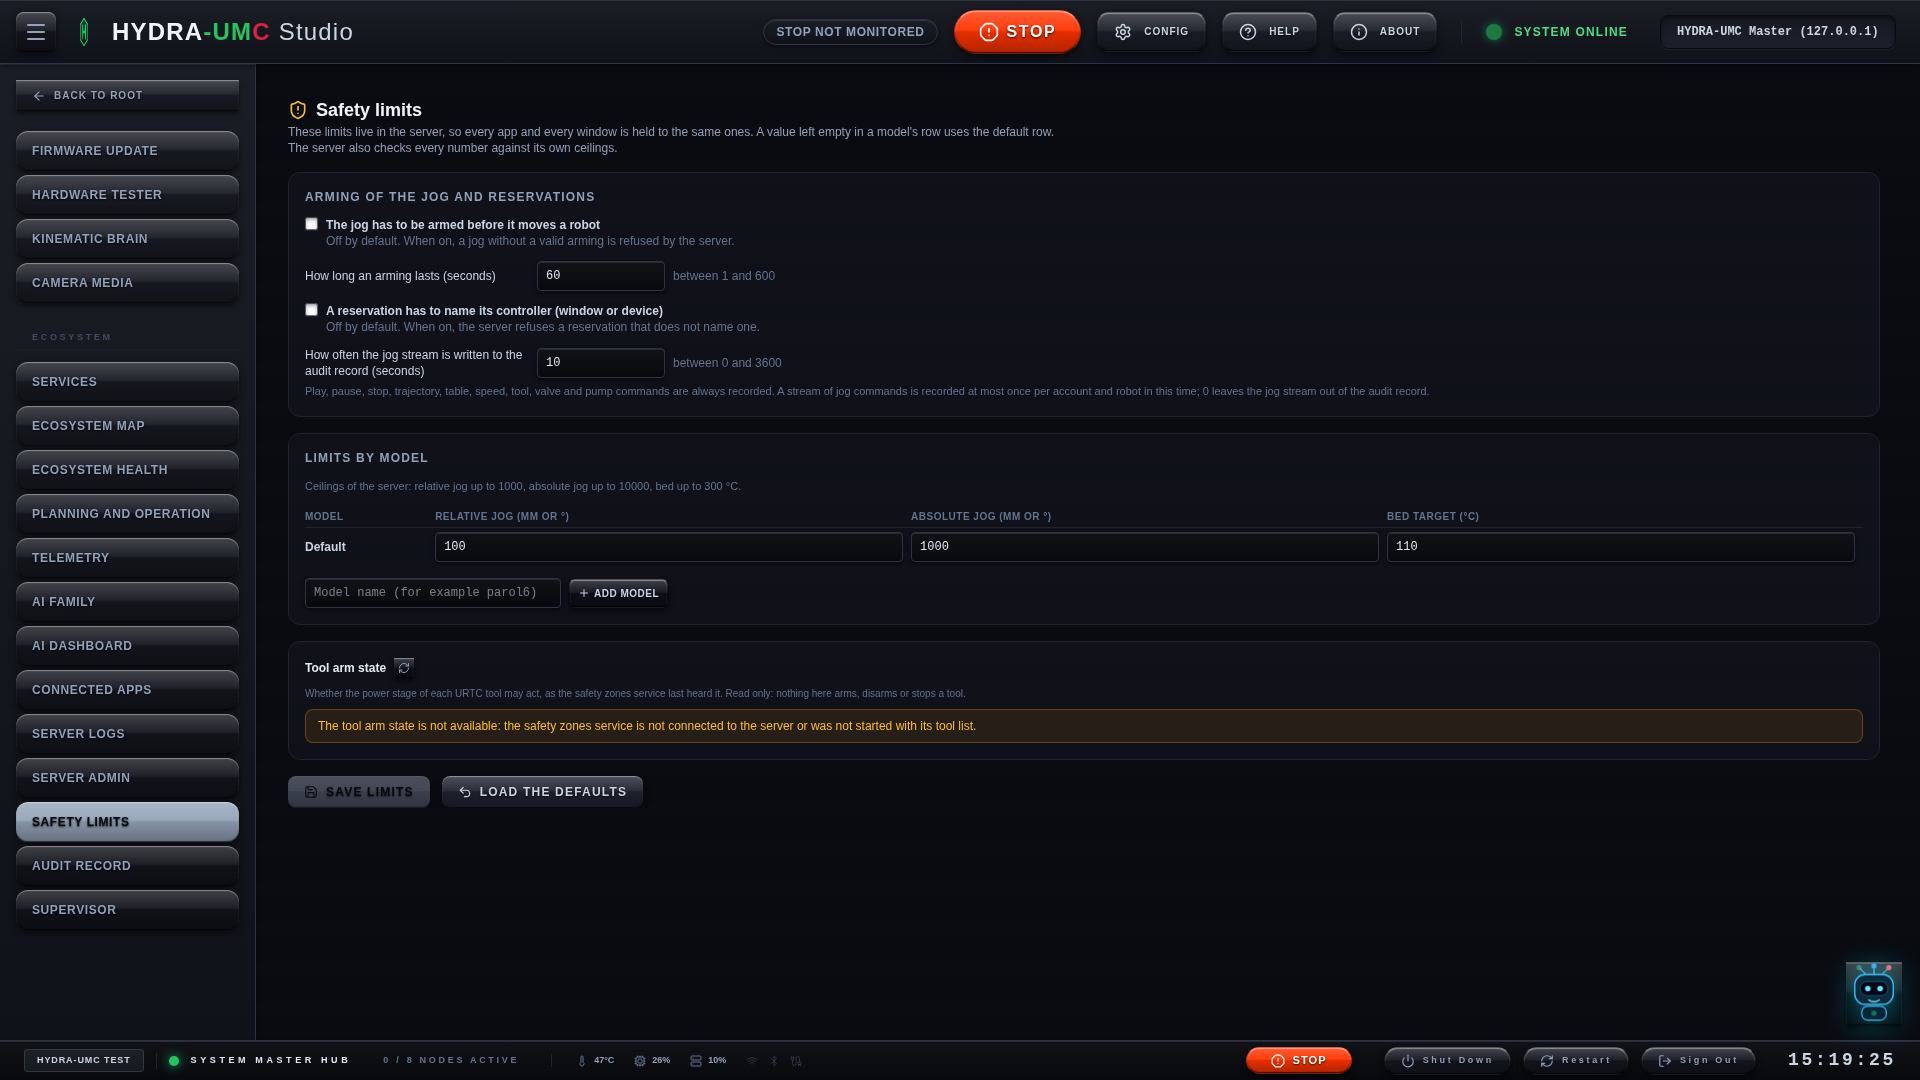 HYDRA-UMC Studio
STOP NOT MONITORED
STOP
CONFIG
HELP
ABOUT
SYSTEM ONLINE
HYDRA-UMC Master (127.0.0.1)
BACK TO ROOT
FIRMWARE UPDATE
HARDWARE TESTER
KINEMATIC BRAIN
CAMERA MEDIA
ECOSYSTEM
SERVICES
ECOSYSTEM MAP
ECOSYSTEM HEALTH
PLANNING AND OPERATION
TELEMETRY
AI FAMILY
AI DASHBOARD
CONNECTED APPS
SERVER LOGS
SERVER ADMIN
SAFETY LIMITS
AUDIT RECORD
SUPERVISOR
Safety limits
These limits live in the server, so every app and every window is held to the same ones. A value left empty in a model's row uses the default row.
The server also checks every number against its own ceilings.
ARMING OF THE JOG AND RESERVATIONS
The jog has to be armed before it moves a robot
Off by default. When on, a jog without a valid arming is refused by the server.
How long an arming lasts (seconds) 60 between 1 and 600
A reservation has to name its controller (window or device)
Off by default. When on, the server refuses a reservation that does not name one.
How often the jog stream is written to the
audit record (seconds) 10 between 0 and 3600
Play, pause, stop, trajectory, table, speed, tool, valve and pump commands are always recorded. A stream of jog commands is recorded at most once per account and robot in this time; 0 leaves the jog stream out of the audit record.
LIMITS BY MODEL
Ceilings of the server: relative jog up to 1000, absolute jog up to 10000, bed up to 300 °C.
MODEL RELATIVE JOG (MM OR °) ABSOLUTE JOG (MM OR °) BED TARGET (°C)
Default 100 1000 110
Model name (for example parol6) ADD MODEL
Tool arm state
Whether the power stage of each URTC tool may act, as the safety zones service last heard it. Read only: nothing here arms, disarms or stops a tool.
The tool arm state is not available: the safety zones service is not connected to the server or was not started with its tool list.
SAVE LIMITS LOAD THE DEFAULTS
HYDRA-UMC TEST
SYSTEM MASTER HUB
0 / 8 NODES ACTIVE
47°C
26%
10%
STOP
Shut Down
Restart
Sign Out
15:19:25